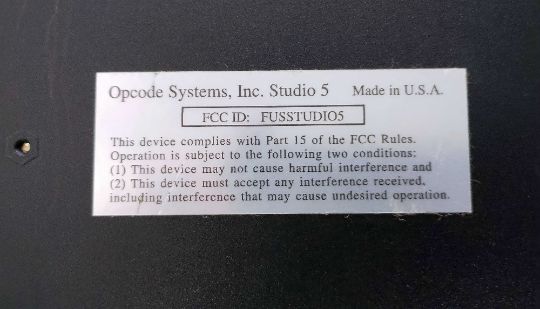 Opcode Systems, Inc. Studio 5 Made in U.S.A.
FCC ID: FUSSTUDIO5
This device complies with Part 15 of the FCC Rules.
Operation is subject to the following two conditions:
(1) This device may not cause harmful interference and
(2) This device must accept any interference received,
including interference that may cause undesired operation.